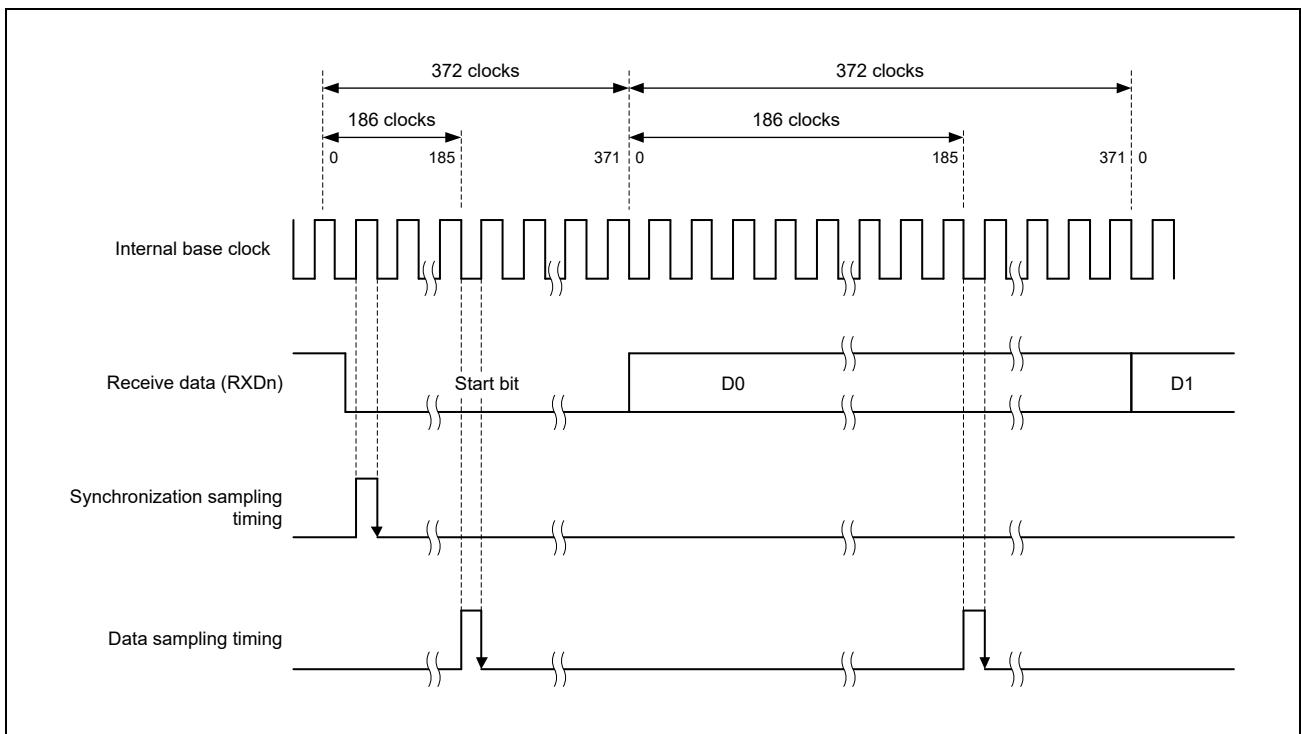 372 clocks 372 clocks
186 clocks 186 clocks
0 185 371 0 185 371 0
Internal base clock
Receive data (RXDn) Start bit D0 D1
Synchronization sampling
timing
Data sampling timing